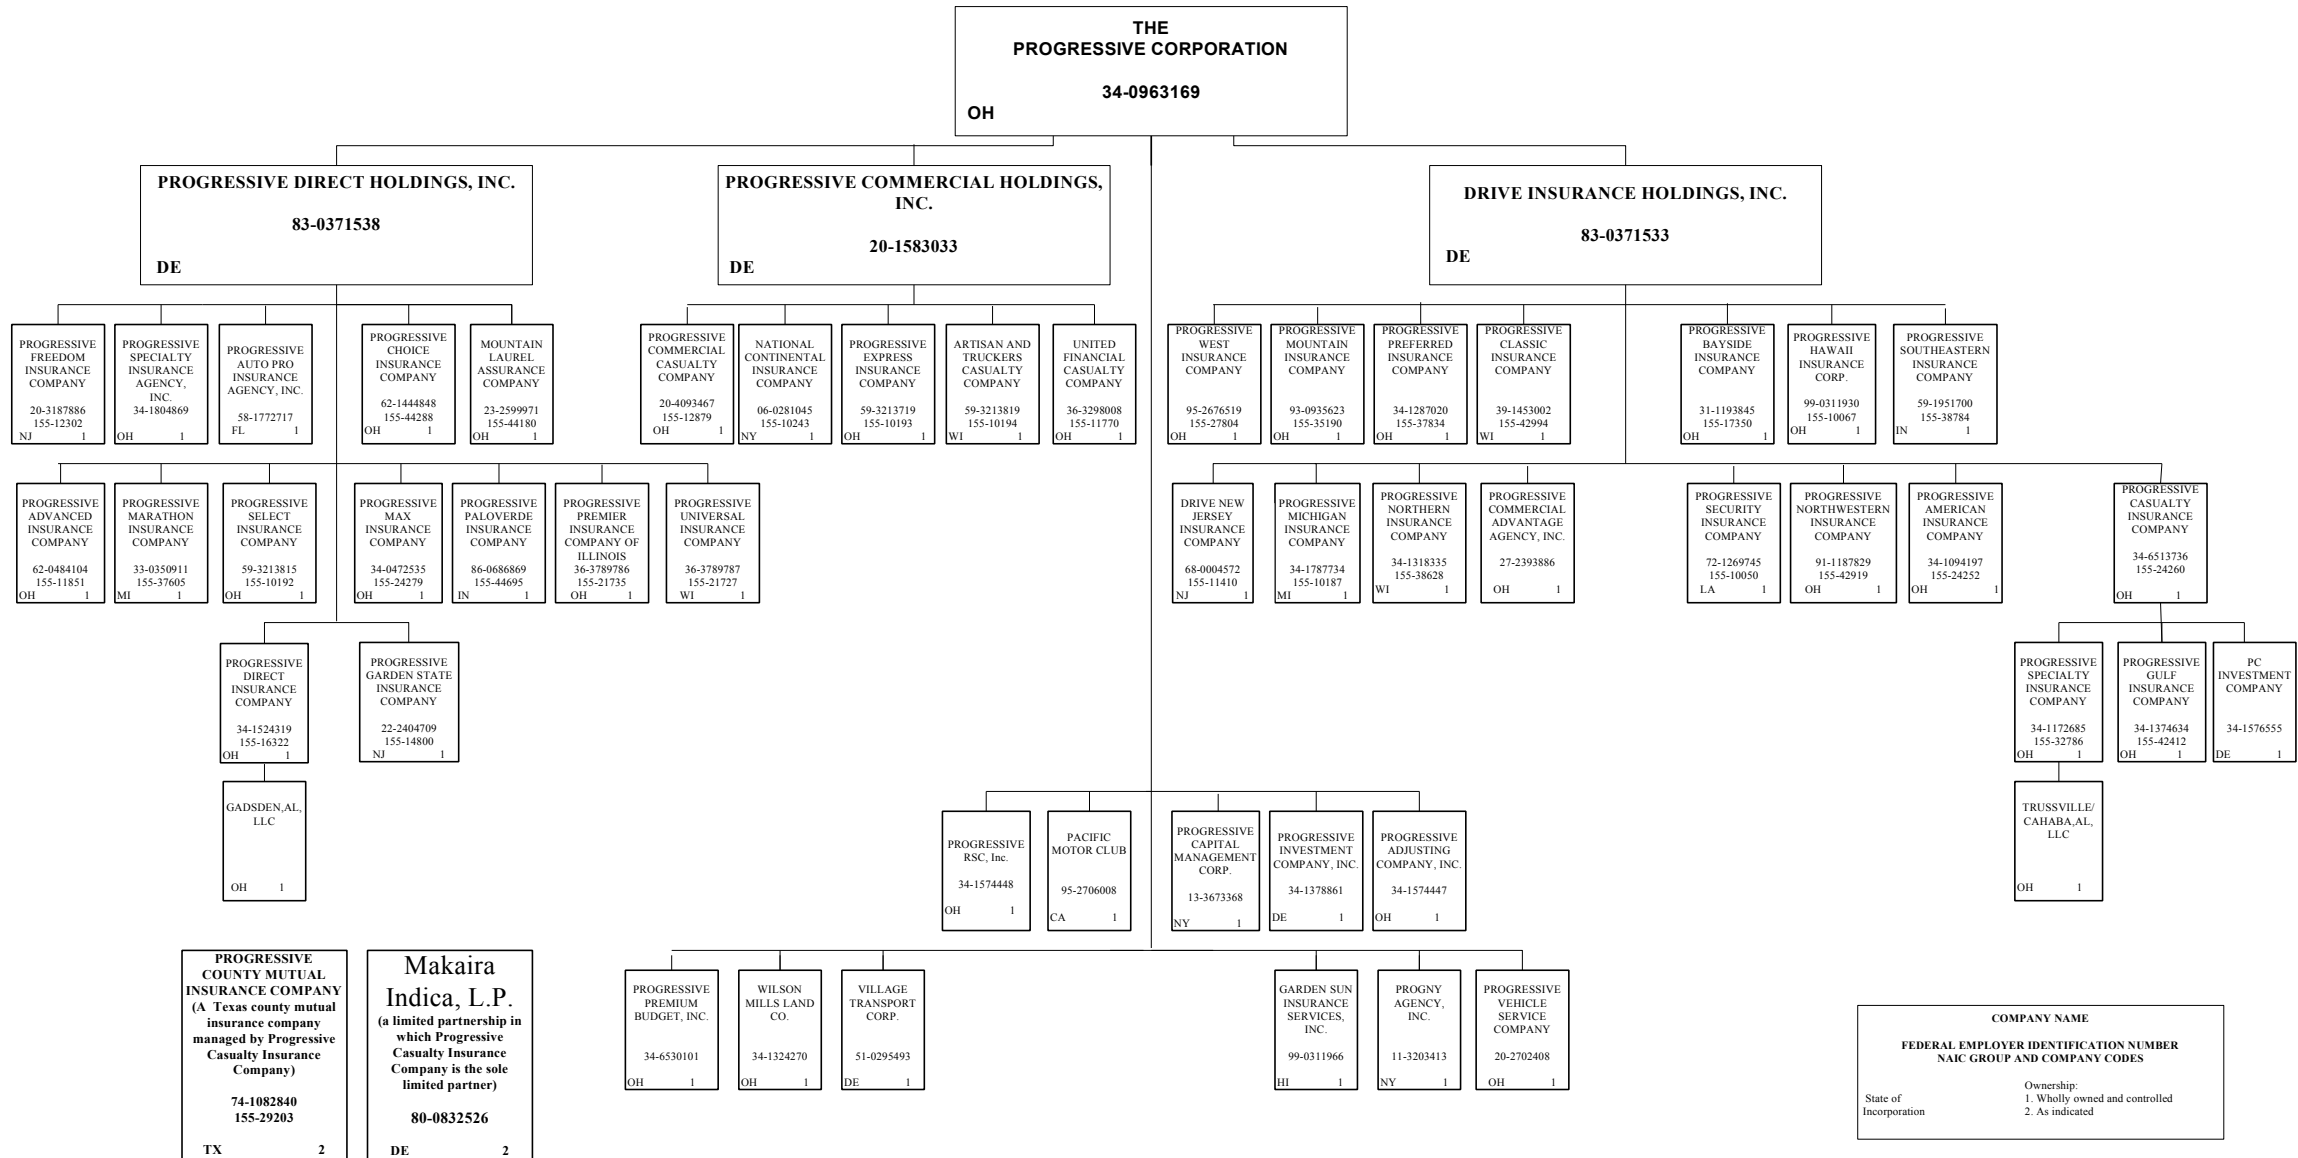 THE
PROGRESSIVE CORPORATION
34-0963169
OH
PROGRESSIVE DIRECT HOLDINGS, INC.
83-0371538
DE
PROGRESSIVE COMMERCIAL HOLDINGS,
INC.
20-1583033
DE
DRIVE INSURANCE HOLDINGS, INC.
83-0371533
DE
PROGRESSIVE
FREEDOM
INSURANCE
COMPANY
20-3187886
155-12302
NJ 1
PROGRESSIVE
SPECIALTY
INSURANCE
AGENCY,
INC.
34-1804869
OH 1
PROGRESSIVE
AUTO PRO
INSURANCE
AGENCY, INC.
58-1772717
FL 1
PROGRESSIVE
CHOICE
INSURANCE
COMPANY
62-1444848
155-44288
OH 1
MOUNTAIN
LAUREL
ASSURANCE
COMPANY
23-2599971
155-44180
OH 1
PROGRESSIVE
COMMERCIAL
CASUALTY
COMPANY
20-4093467
155-12879
OH 1
NATIONAL
CONTINENTAL
INSURANCE
COMPANY
06-0281045
155-10243
NY 1
PROGRESSIVE
EXPRESS
INSURANCE
COMPANY
59-3213719
155-10193
OH 1
ARTISAN AND
TRUCKERS
CASUALTY
COMPANY
59-3213819
155-10194
WI 1
UNITED
FINANCIAL
CASUALTY
COMPANY
36-3298008
155-11770
OH 1
PROGRESSIVE
WEST
INSURANCE
COMPANY
95-2676519
155-27804
OH 1
PROGRESSIVE
MOUNTAIN
INSURANCE
COMPANY
93-0935623
155-35190
OH 1
PROGRESSIVE
PREFERRED
INSURANCE
COMPANY
34-1287020
155-37834
OH 1
PROGRESSIVE
CLASSIC
INSURANCE
COMPANY
39-1453002
155-42994
WI 1
PROGRESSIVE
BAYSIDE
INSURANCE
COMPANY
31-1193845
155-17350
OH 1
PROGRESSIVE
HAWAII
INSURANCE
CORP.
99-0311930
155-10067
OH 1
PROGRESSIVE
SOUTHEASTERN
INSURANCE
COMPANY
59-1951700
155-38784
IN 1
PROGRESSIVE
ADVANCED
INSURANCE
COMPANY
62-0484104
155-11851
OH 1
PROGRESSIVE
MARATHON
INSURANCE
COMPANY
33-0350911
155-37605
MI 1
PROGRESSIVE
SELECT
INSURANCE
COMPANY
59-3213815
155-10192
OH 1
PROGRESSIVE
MAX
INSURANCE
COMPANY
34-0472535
155-24279
OH 1
PROGRESSIVE
PALOVERDE
INSURANCE
COMPANY
86-0686869
155-44695
IN 1
PROGRESSIVE
PREMIER
INSURANCE
COMPANY OF
ILLINOIS
36-3789786
155-21735
OH 1
PROGRESSIVE
UNIVERSAL
INSURANCE
COMPANY
36-3789787
155-21727
WI 1
DRIVE NEW
JERSEY
INSURANCE
COMPANY
68-0004572
155-11410
NJ 1
PROGRESSIVE
MICHIGAN
INSURANCE
COMPANY
34-1787734
155-10187
MI 1
PROGRESSIVE
NORTHERN
INSURANCE
COMPANY
34-1318335
155-38628
WI 1
PROGRESSIVE
COMMERCIAL
ADVANTAGE
AGENCY, INC.
27-2393886
OH 1
PROGRESSIVE
SECURITY
INSURANCE
COMPANY
72-1269745
155-10050
LA 1
PROGRESSIVE
NORTHWESTERN
INSURANCE
COMPANY
91-1187829
155-42919
OH 1
PROGRESSIVE
AMERICAN
INSURANCE
COMPANY
34-1094197
155-24252
OH 1
PROGRESSIVE
CASUALTY
INSURANCE
COMPANY
34-6513736
155-24260
OH 1
PROGRESSIVE
DIRECT
INSURANCE
COMPANY
34-1524319
155-16322
OH 1
PROGRESSIVE
GARDEN STATE
INSURANCE
COMPANY
22-2404709
155-14800
NJ 1
PROGRESSIVE
SPECIALTY
INSURANCE
COMPANY
34-1172685
155-32786
OH 1
PROGRESSIVE
GULF
INSURANCE
COMPANY
34-1374634
155-42412
OH 1
PC
INVESTMENT
COMPANY
34-1576555
DE 1
GADSDEN,AL,
LLC
OH 1
PROGRESSIVE
RSC, Inc.
34-1574448
OH 1
PACIFIC
MOTOR CLUB
95-2706008
CA 1
PROGRESSIVE
CAPITAL
MANAGEMENT
CORP.
13-3673368
NY 1
PROGRESSIVE
INVESTMENT
COMPANY, INC.
34-1378861
DE 1
PROGRESSIVE
ADJUSTING
COMPANY, INC.
34-1574447
OH 1
TRUSSVILLE/
CAHABA,AL,
LLC
OH 1
PROGRESSIVE
COUNTY MUTUAL
INSURANCE COMPANY
(A Texas county mutual
insurance company
managed by Progressive
Casualty Insurance
Company)
74-1082840
155-29203
TX 2
Makaira
Indica, L.P.
(a limited partnership in
which Progressive
Casualty Insurance
Company is the sole
limited partner)
80-0832526
DE 2
PROGRESSIVE
PREMIUM
BUDGET, INC.
34-6530101
OH 1
WILSON
MILLS LAND
CO.
34-1324270
OH 1
VILLAGE
TRANSPORT
CORP.
51-0295493
DE 1
GARDEN SUN
INSURANCE
SERVICES,
INC.
99-0311966
HI 1
PROGNY
AGENCY,
INC.
11-3203413
NY 1
PROGRESSIVE
VEHICLE
SERVICE
COMPANY
20-2702408
OH 1
COMPANY NAME
FEDERAL EMPLOYER IDENTIFICATION NUMBER
NAIC GROUP AND COMPANY CODES
Ownership:
State of 1. Wholly owned and controlled
Incorporation 2. As indicated